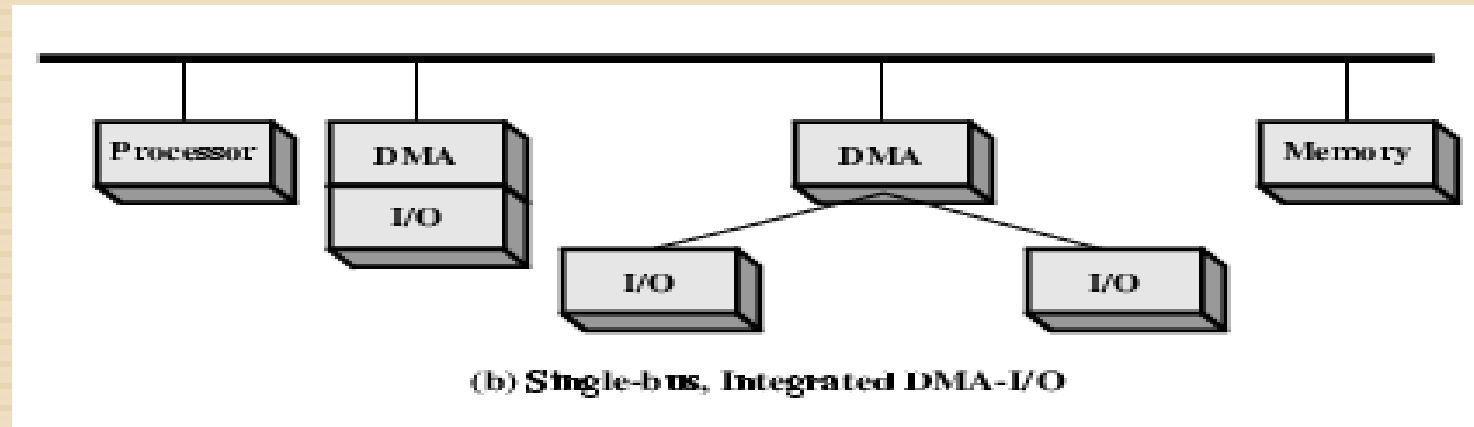 Processor
DMA
I/O
DMA
Memory
I/O
I/O
(b) Single-bus, Integrated DMA-I/O